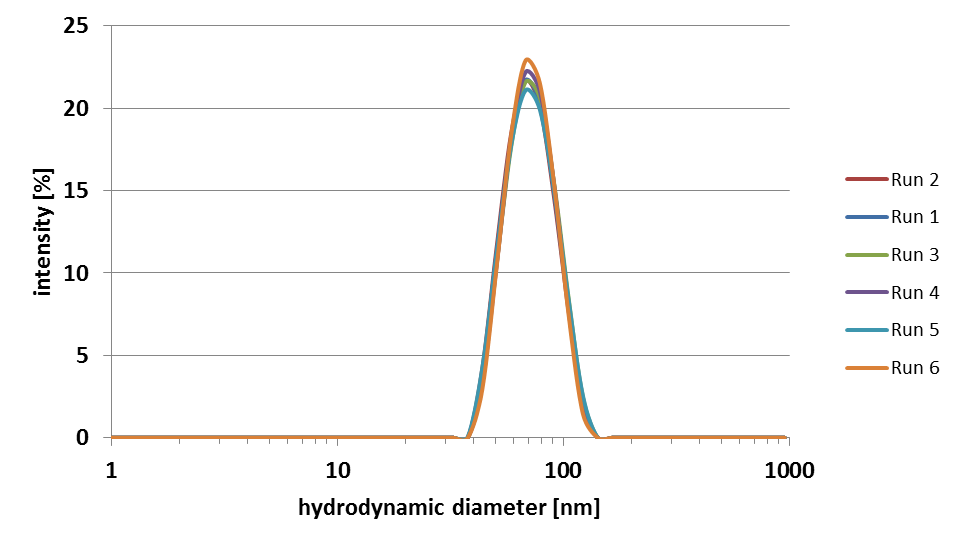 25
20
15
10
5
0
intensity [%]
1
10
100
1000
hydrodynamic diameter [nm]
Run 2
Run 1
Run 3
Run 4
Run 5
Run 6